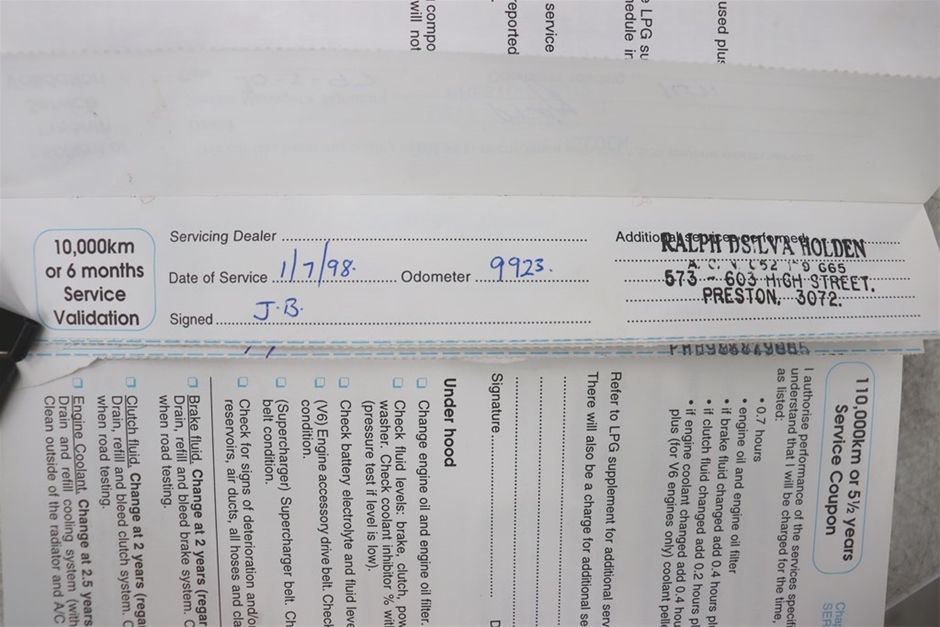 compo
will not
reported
service
LPG su
edule in
used plus
10,000km
or 6 months
Service
Validation
Servicing Dealer
Date of Service 1/7/98. Odometer 9923.
Signed J.B.
RALPH DSILVA HOLDEN
573 - 603 HIGH STREET.
PRESTON, 3072.
110,000km or 5½ years
Service Coupon
I authorise performance of the services specif
understand that I will be charged for the time,
as listed:
• 0.7 hours
• engine oil and engine oil filter
• if brake fluid changed add 0.4 hours pl
• if clutch fluid changed add 0.2 hours p
• if engine coolant changed add 0.4 hou
plus (for V6 engines only) coolant pelle
Refer to LPG supplement for additional serv
There will also be a charge for additional se
Signature
Under hood
Change engine oil and engine oil filter.
Check fluid levels: brake, clutch, pow
washer. Check coolant inhibitor % wit
(pressure test if level is low).
Check battery electrolyte and fluid leve
(V6) Engine accessory drive belt. Check
condition.
(Supercharger) Supercharger belt. Ch
belt condition.
Check for signs of deterioration and/o
reservoirs, air ducts, all hoses and cla
Brake fluid. Change at 2 years (regar
Drain, refill and bleed brake system. C
when road testing.
Clutch fluid. Change at 2 years (rega
Drain, refill and bleed clutch system. C
when road testing.
Engine Coolant. Change at 2.5 years
Drain and refill cooling system (with
Clean outside of the radiator and A/C